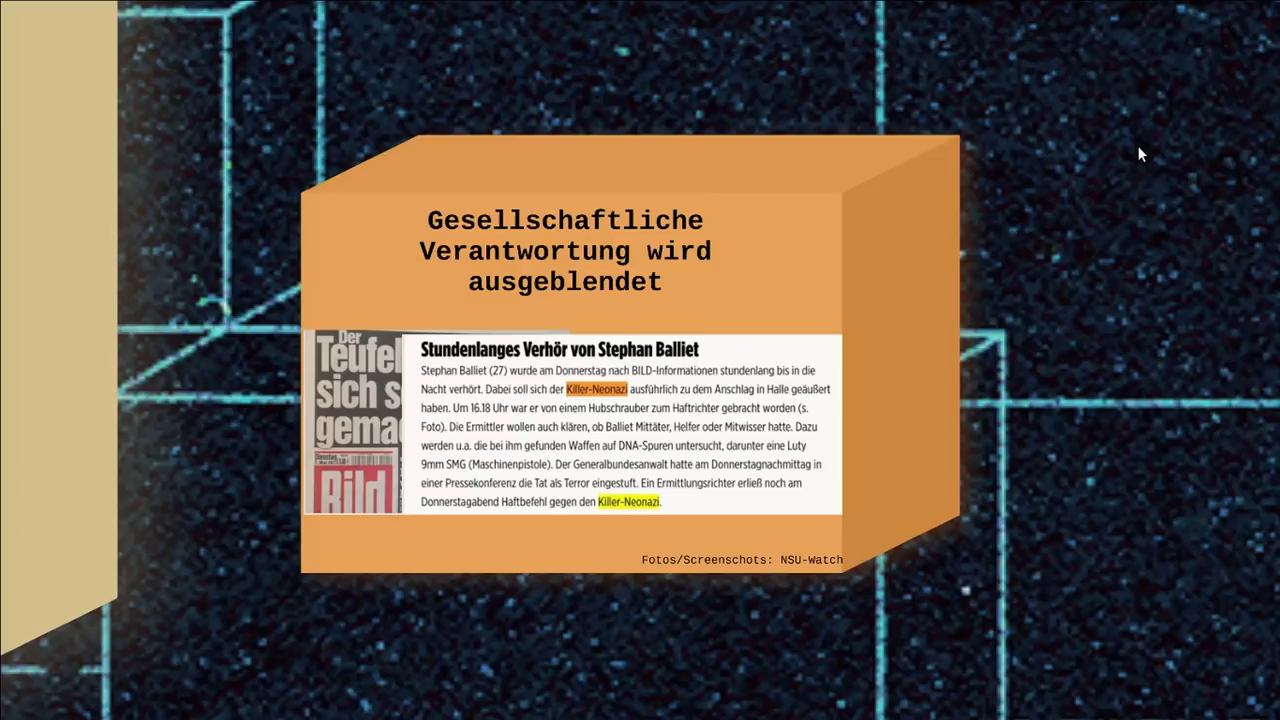 Gesellschaftliche
Verantwortung wird
ausgeblendet
Der
Teufel
sich s
gema
Bild
Stundenlanges Verhör von Stephan Balliet
Stephan Balliet (27) wurde am Donnerstag nach BILD-Informationen stundenlang bis in die
Nacht verhört. Dabei soll sich der Killer-Neonazi ausführlich zu dem Anschlag in Halle geäußert
haben. Um 16.18 Uhr war er von einem Hubschrauber zum Haftrichter gebracht worden (s.
Foto). Die Ermittler wollen auch klären, ob Balliet Mittäter, Helfer oder Mitwisser hatte. Dazu
werden u.a. die bei ihm gefunden Waffen auf DNA-Spuren untersucht, darunter eine Luty
9mm SMG (Maschinenpistole). Der Generalbundesanwalt hatte am Donnerstagnachmittag in
einer Pressekonferenz die Tat als Terror eingestuft. Ein Ermittlungsrichter erließ noch am
Donnerstagabend Haftbefehl gegen den Killer-Neonazi.
Fotos/Screenschots: NSU-Watch